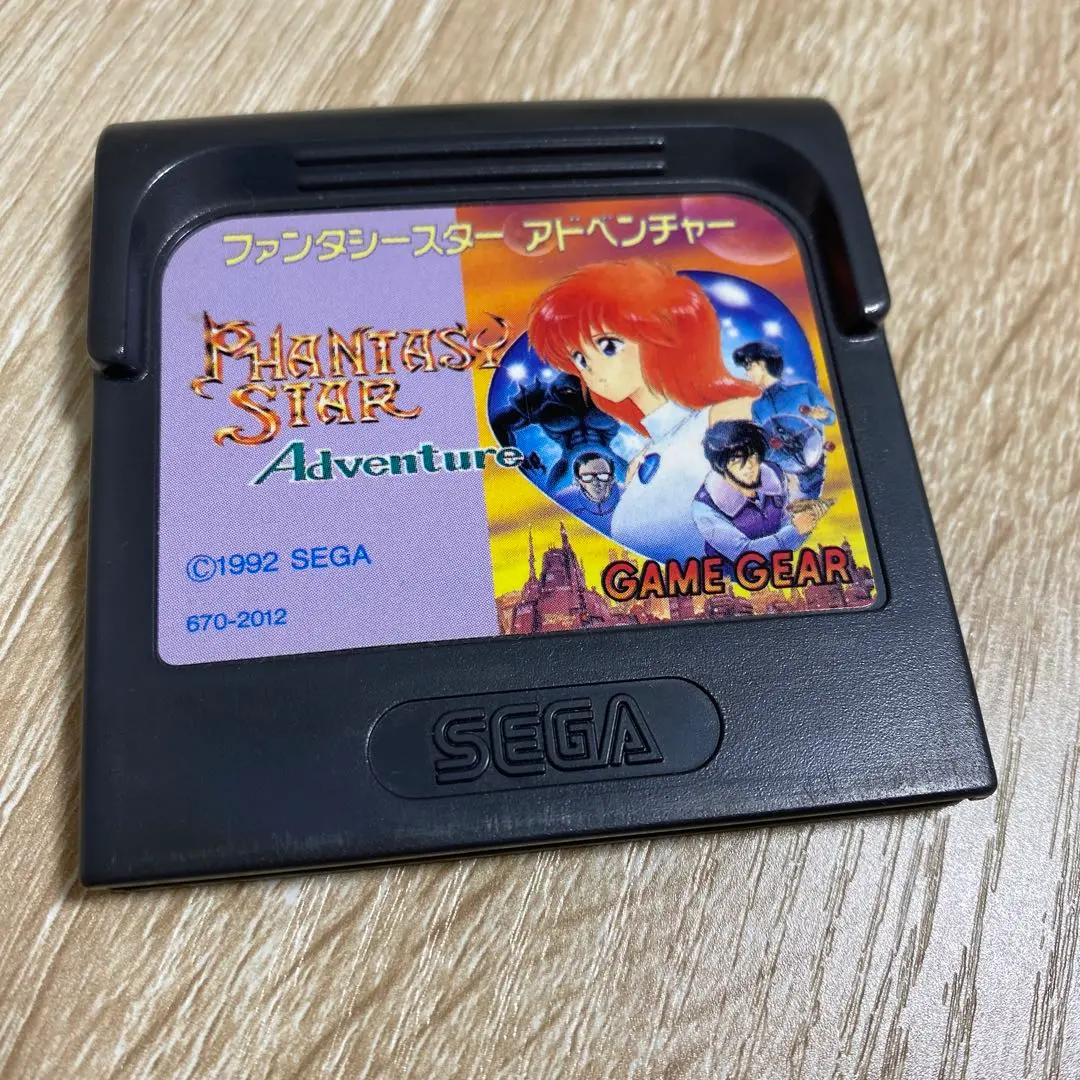 ファンタシースター アドベンチャー
PHANTASY
STAR
Adventure
©1992 SEGA
670-2012
GAME GEAR
SEGA